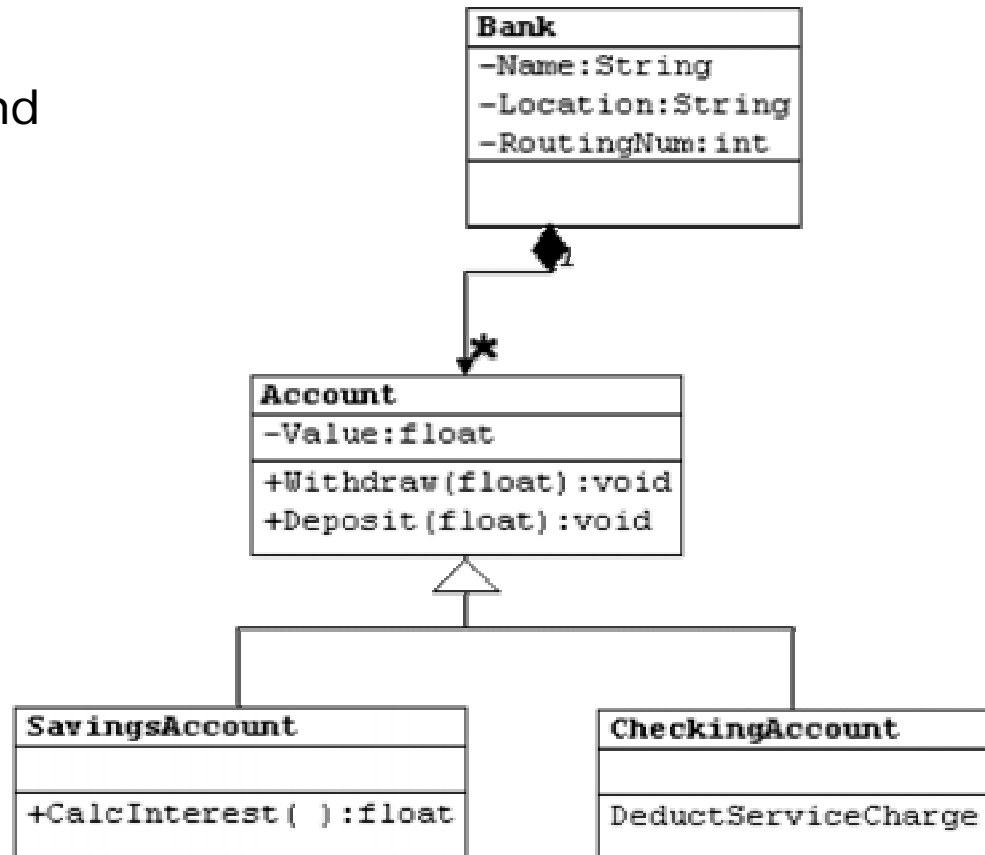 nd
Bank
-Name:String
-Location:String
-RoutingNum:int
1
*
Account
-Value:float
+Withdraw(float):void
+Deposit(float):void
SavingsAccount
+CalcInterest( ):float
CheckingAccount
DeductServiceCharge